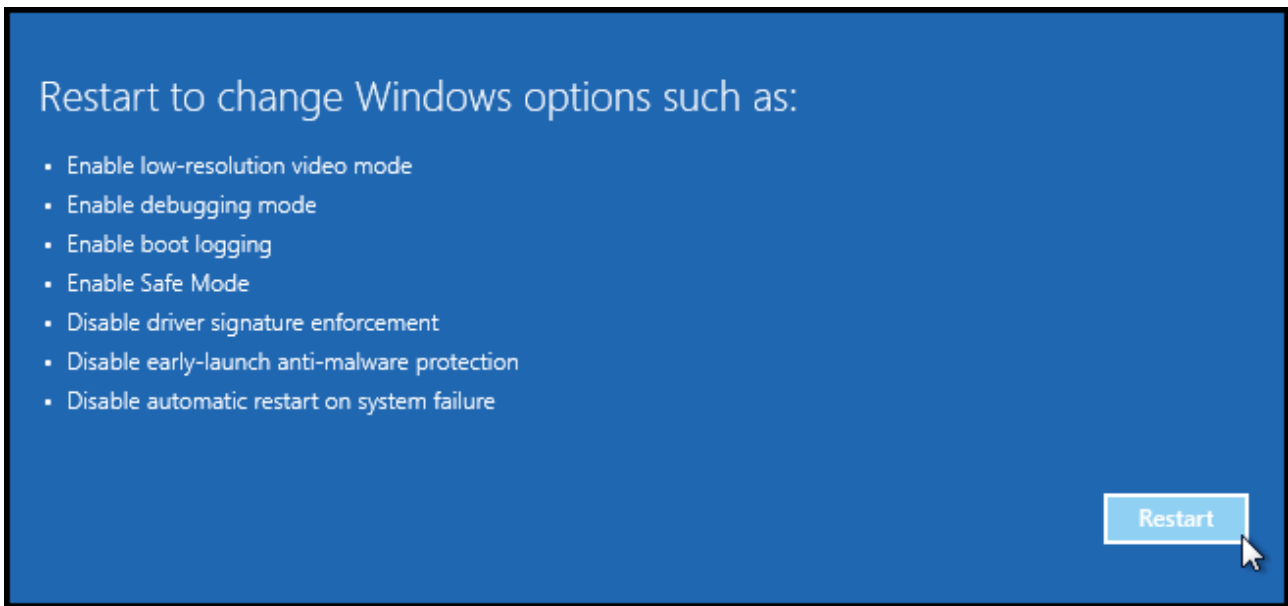 Restart to change Windows options such as:
• Enable low-resolution video mode
• Enable debugging mode
• Enable boot logging
• Enable Safe Mode
• Disable driver signature enforcement
• Disable early-launch anti-malware protection
• Disable automatic restart on system failure
Restart